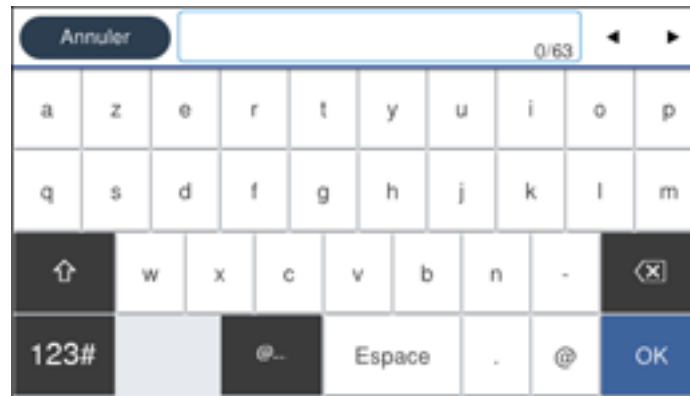 Annuler 0/63 ◄ ►
a z e r t y u i o p
q s d f g h j k l m
w x c v b n -
123# @... Espace . @ OK